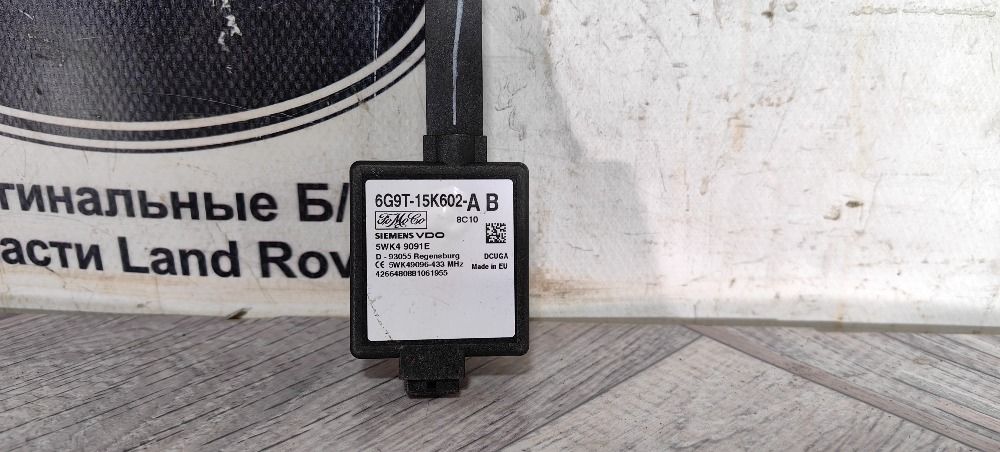 гинальные Б/
части Land Rov
6G9T-15K602-A B
FoMoCo
8C10
SIEMENS VDO
5WK4 9091E
D - 93055 Regensburg
DCUGA
CE 5WK49096-433 MHz
Made in EU
4266480881061955